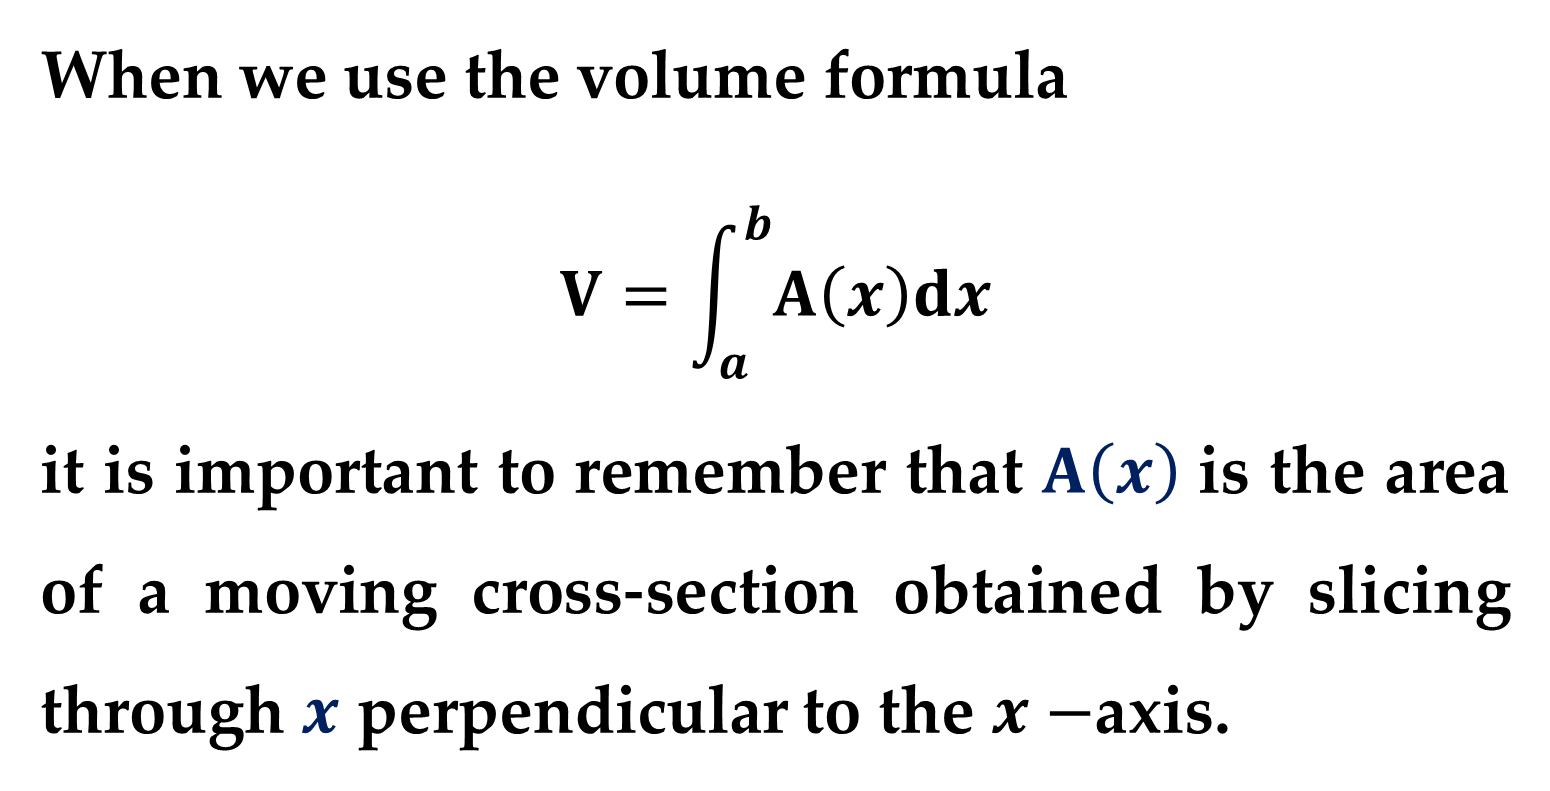 When we use the volume formula
V = ∫_a^b A(x)dx
it is important to remember that A(x) is the area
of a moving cross-section obtained by slicing
through x perpendicular to the x −axis.